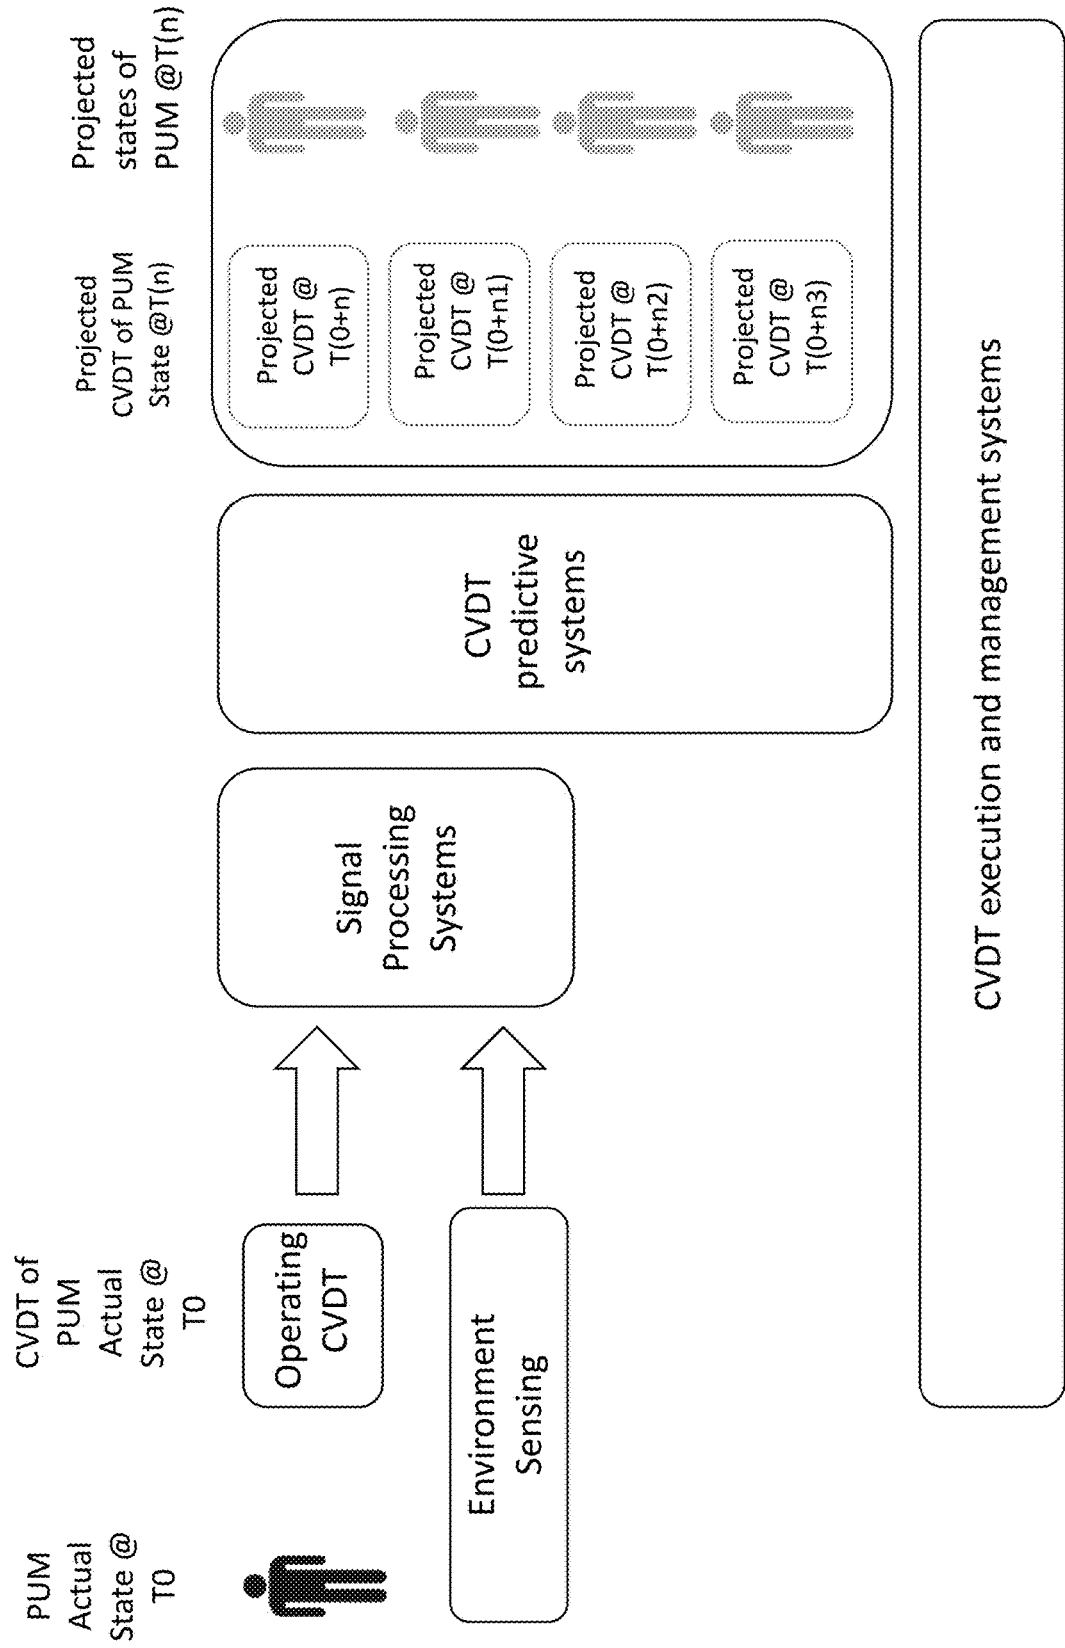 PUM
Actual
State @
T0
CVDT of
PUM
Actual
State @
T0
Projected
CVDT of PUM
State @T(n)
Projected
states of
PUM @T(n)
Operating
CVDT
Environment
Sensing
Signal
Processing
Systems
CVDT
predictive
systems
Projected
CVDT @
T(0+n)
Projected
CVDT @
T(0+n1)
Projected
CVDT @
T(0+n2)
Projected
CVDT @
T(0+n3)
CVDT execution and management systems